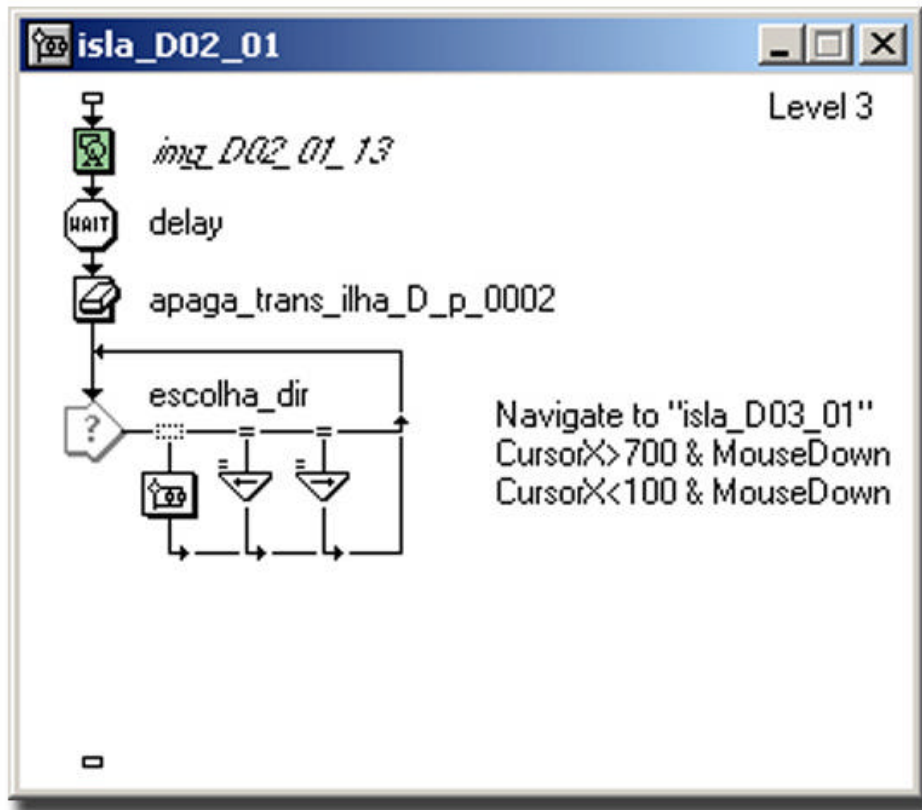 isla_D02_01
Level 3
img_D02_01_13
WAIT
delay
apaga_trans_ilha_D_p_0002
escolha_dir
?
Navigate to "isla_D03_01"
CursorX>700 & MouseDown
CursorX<100 & MouseDown